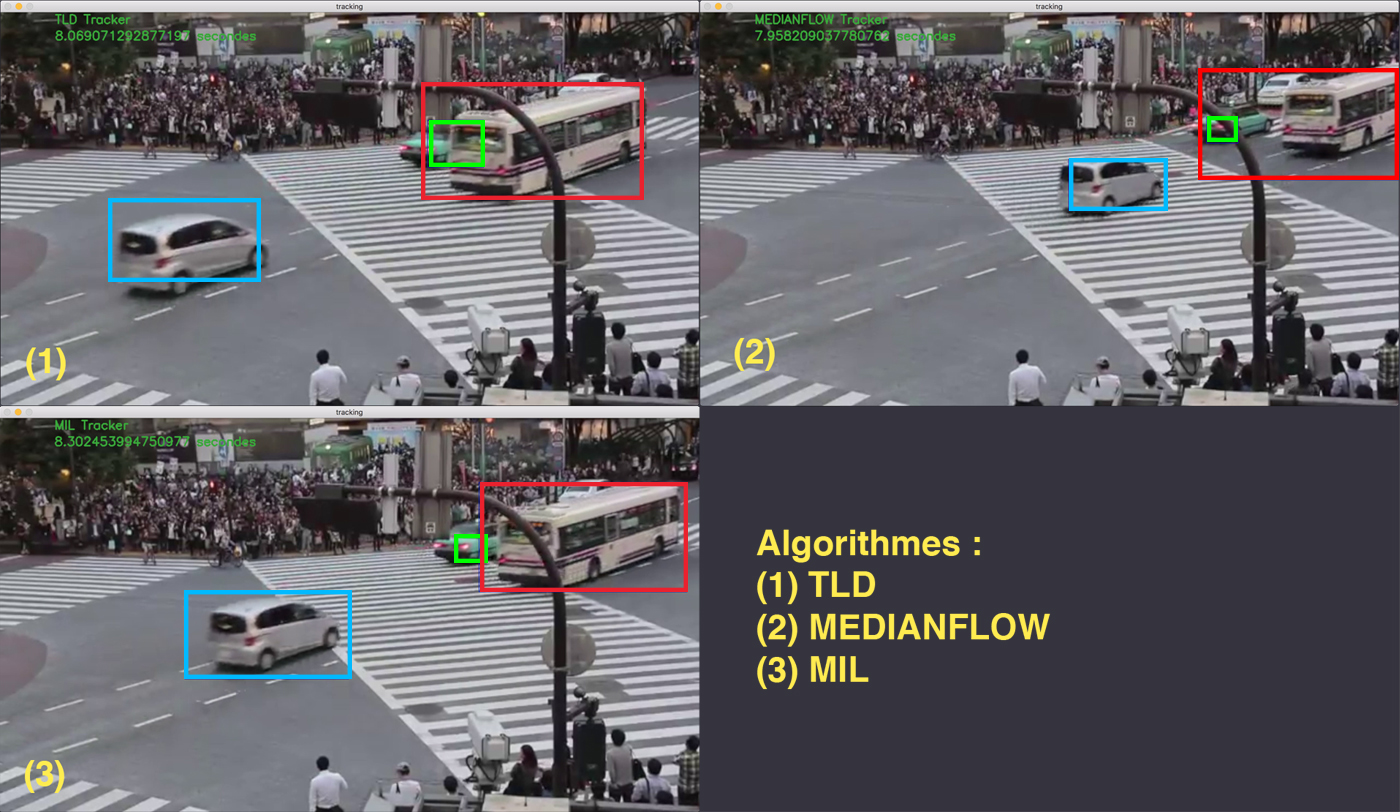 tracking
TLD Tracker
8.069071292877197 secondes
(1)
tracking
MEDIANFLOW Tracker
7.958209037780762 secondes
(2)
tracking
MIL Tracker
8.302453994750977 secondes
(3)
Algorithmes :
(1) TLD
(2) MEDIANFLOW
(3) MIL